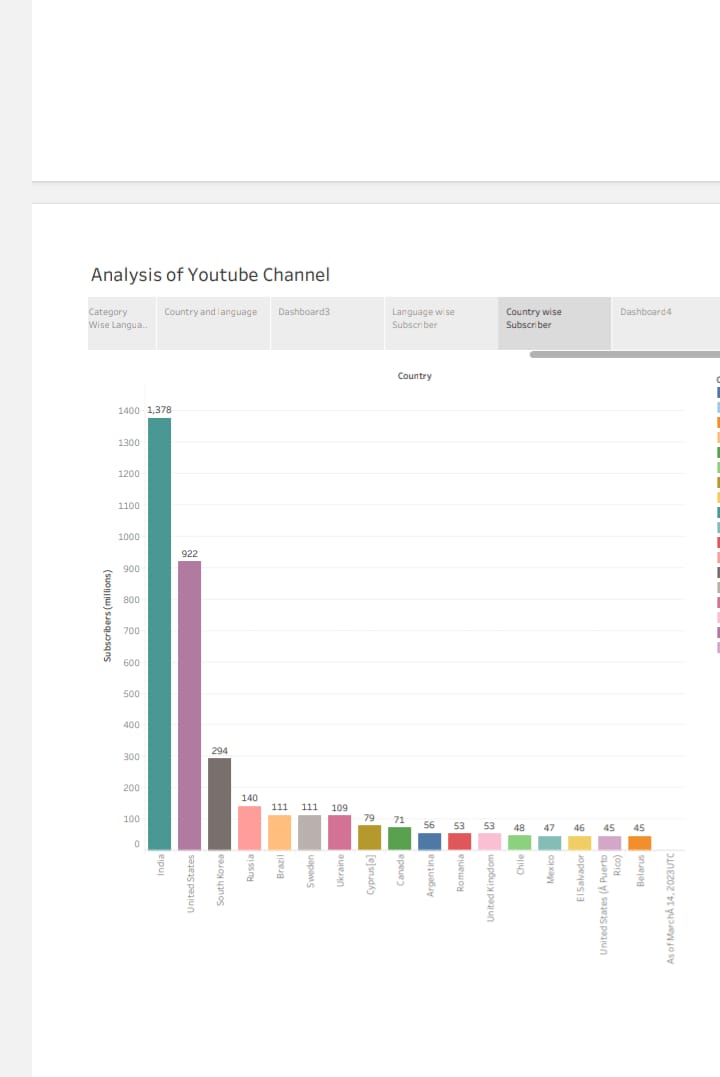 Analysis of Youtube Channel
Category
Wise Langua..
Country and language
Dashboard3
Language wise
Subscriber
Country wise
Subscriber
Dashboard4
Country
Subscribers (millions)
1400
1300
1200
1100
1000
900
800
700
600
500
400
300
200
100
0
1,378
922
294
140
111
111
109
79
71
56
53
53
48
47
46
45
45
India
United States
South Korea
Russia
Brazil
Sweden
Ukraine
Cyprus[a]
Canada
Argentina
Romania
United Kingdom
Chile
Mexico
El Salvador
United States (Â Puerto
Rico)
Belarus
As of MarchÂ 14, 2023UTC